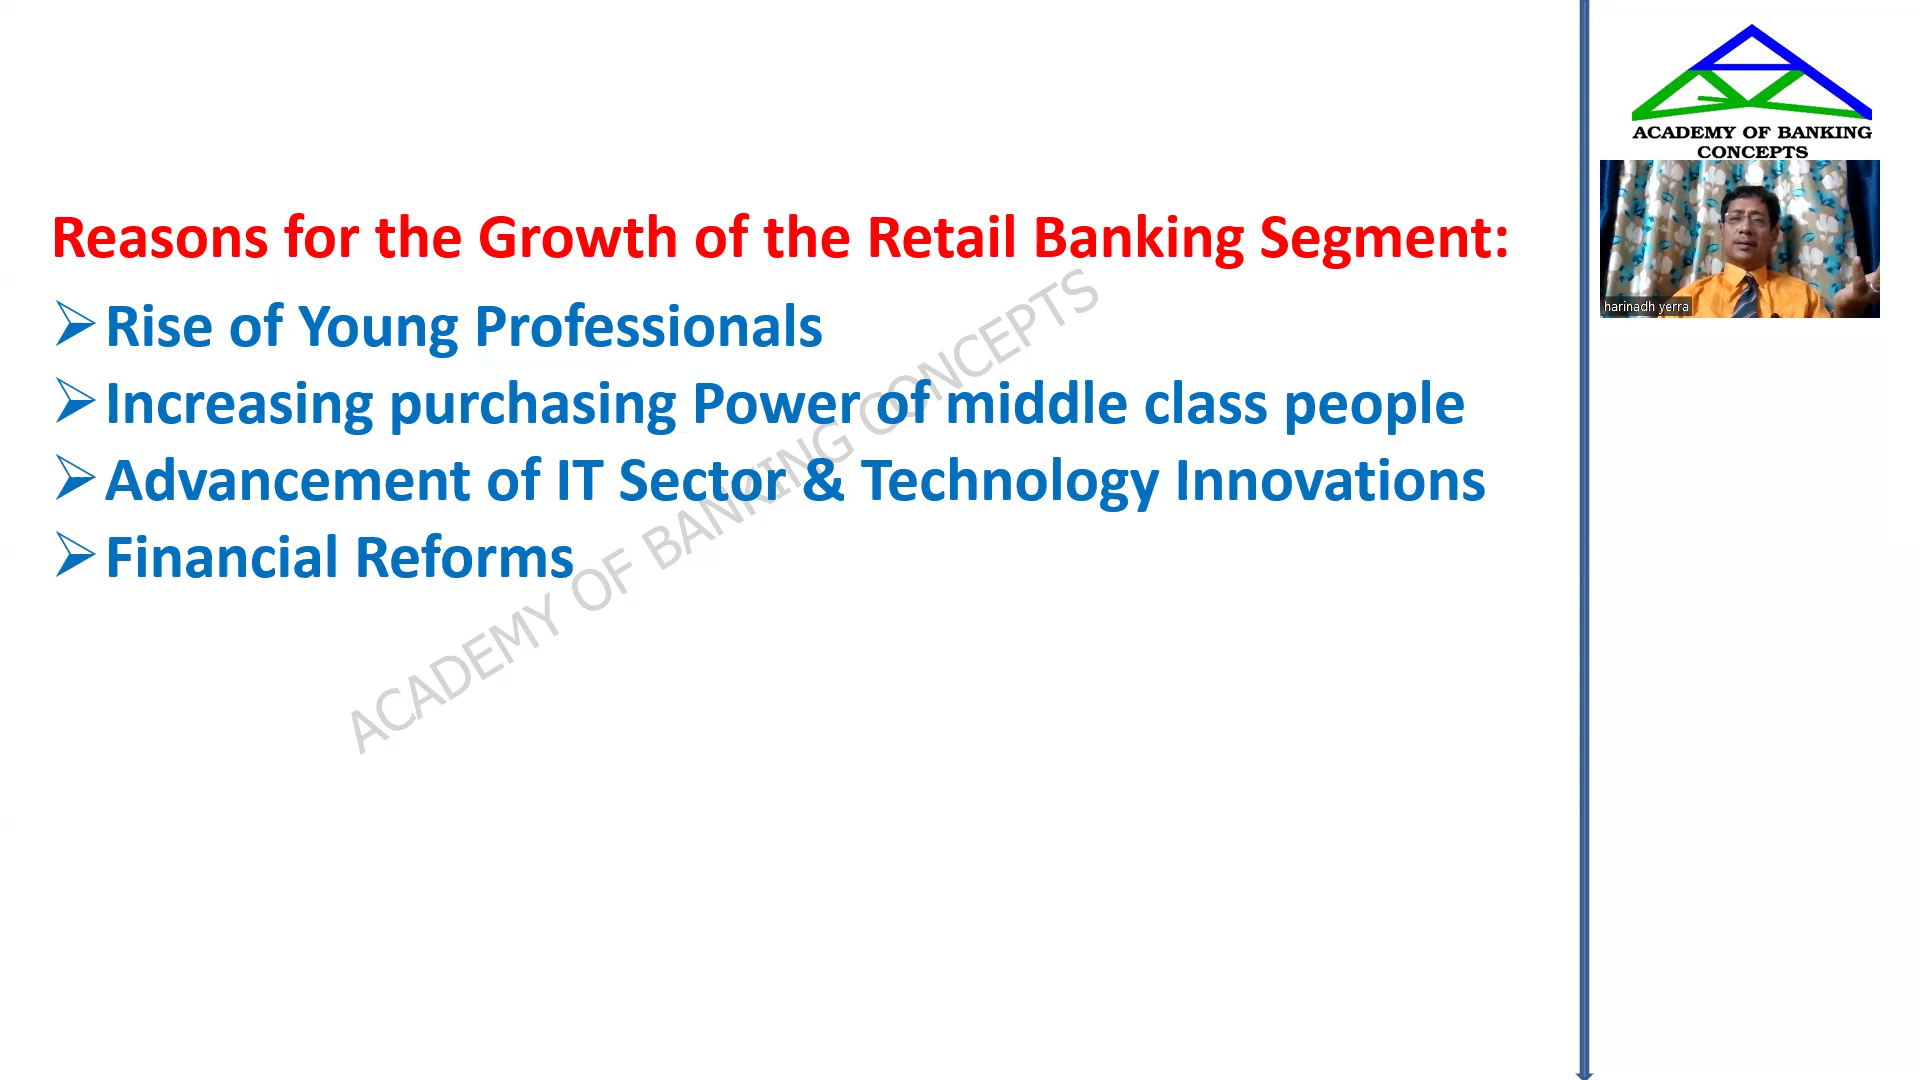 Reasons for the Growth of the Retail Banking Segment:
Rise of Young Professionals
Increasing purchasing Power of middle class people
Advancement of IT Sector & Technology Innovations
Financial Reforms
ACADEMY OF BANKING CONCEPTS
ACADEMY OF BANKING
CONCEPTS
harinadh yerra